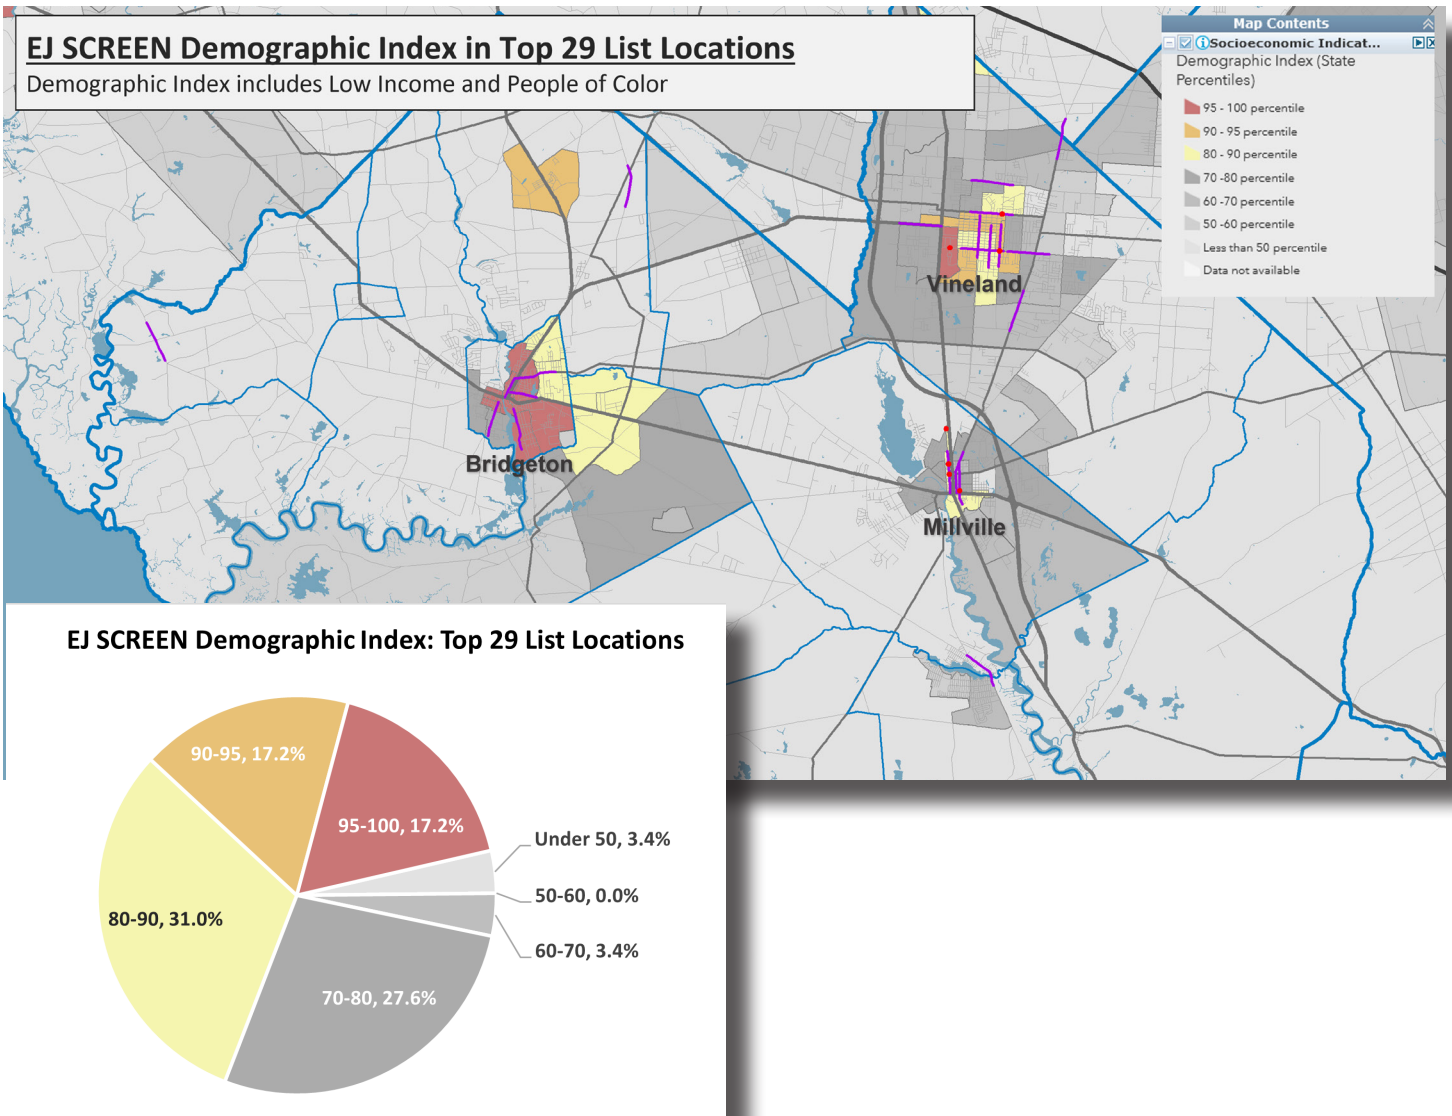 EJ SCREEN Demographic Index in Top 29 List Locations
Demographic Index includes Low Income and People of Color
Map Contents
Socioeconomic Indicat...
Demographic Index (State
Percentiles)
95 - 100 percentile
90 - 95 percentile
80 - 90 percentile
70 -80 percentile
60 -70 percentile
50 -60 percentile
Less than 50 percentile
Data not available
Vineland
Bridgeton
Millville
EJ SCREEN Demographic Index: Top 29 List Locations
90-95, 17.2%
95-100, 17.2%
Under 50, 3.4%
50-60, 0.0%
60-70, 3.4%
80-90, 31.0%
70-80, 27.6%